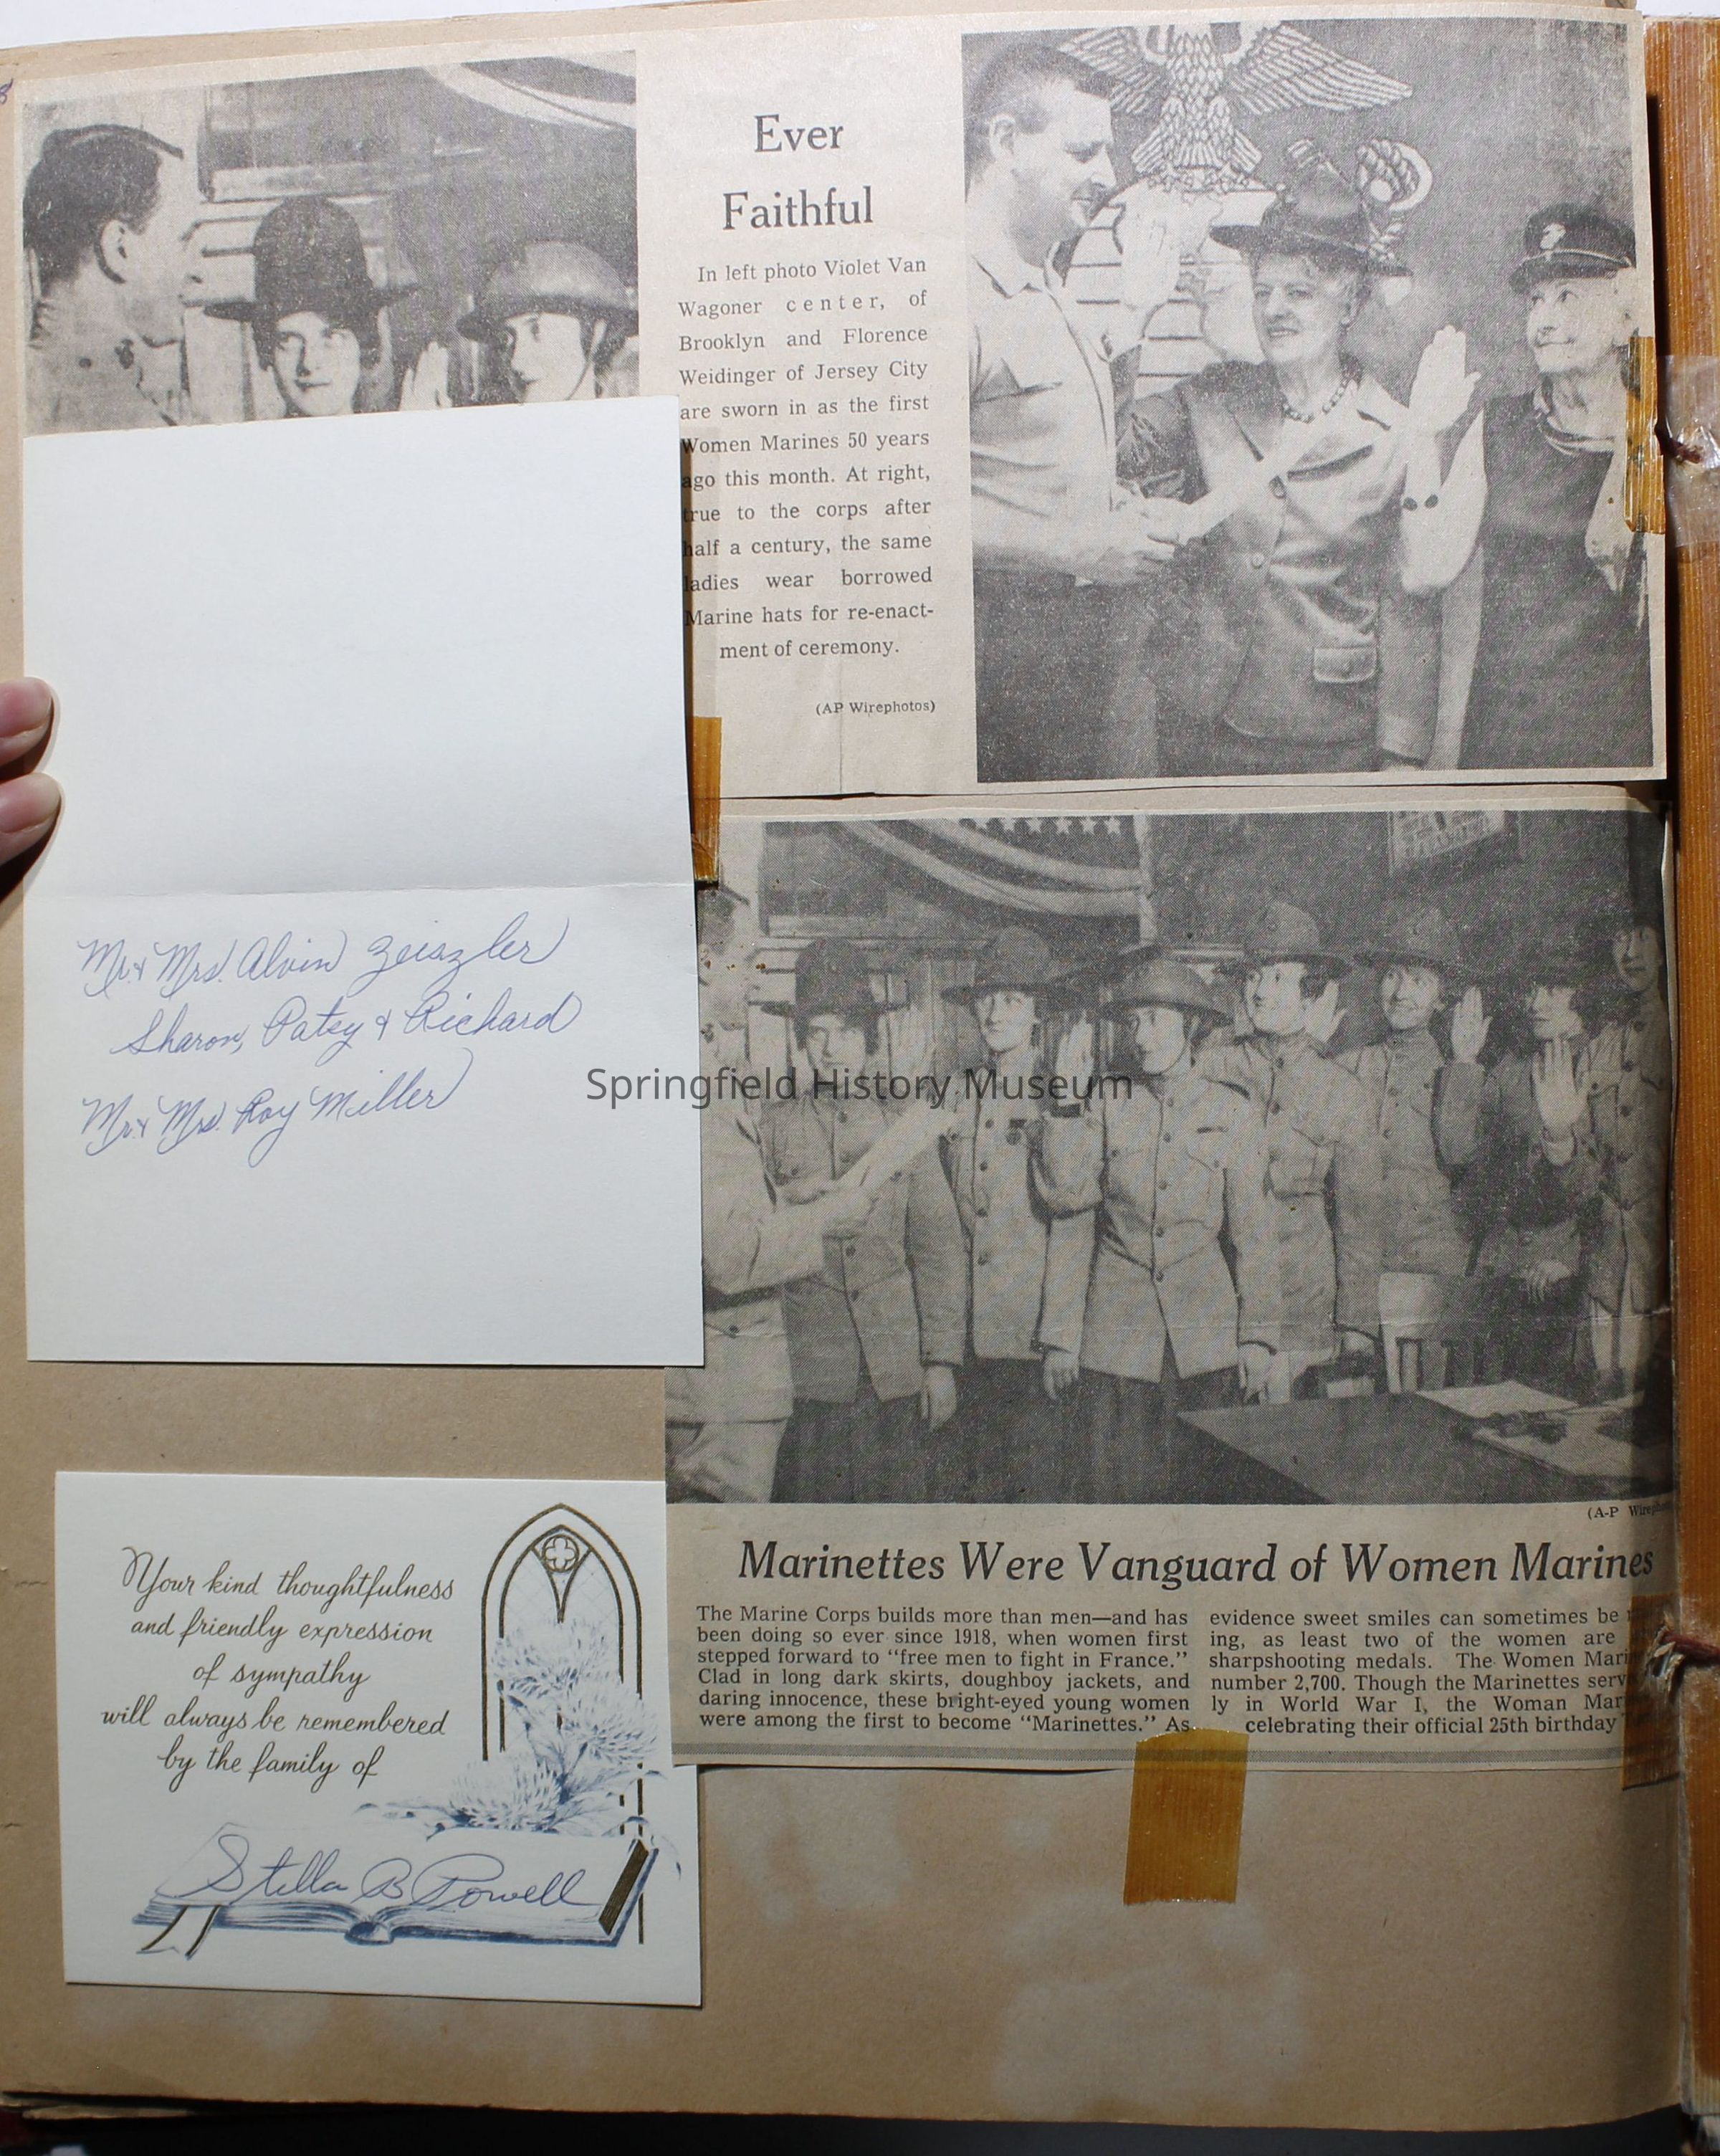 Ever
Faithful
In left photo Violet Van
Wagoner center, of
Brooklyn and Florence
Weidinger of Jersey City
are sworn in as the first
Women Marines 50 years
ago this month. At right,
true to the corps after
half a century, the same
ladies wear borrowed
Marine hats for re-enact-
ment of ceremony.
(AP Wirephotos)
Mr. & Mrs. Alvin Zeiszler
Sharon, Patsy & Richard
Mr. & Mrs. Roy Miller
Springfield History Museum
(A-P Wirepho
Marinettes Were Vanguard of Women Marines
The Marine Corps builds more than men—and has
been doing so ever since 1918, when women first
stepped forward to "free men to fight in France."
Clad in long dark skirts, doughboy jackets, and
daring innocence, these bright-eyed young women
were among the first to become "Marinettes." As
evidence sweet smiles can sometimes be
ing, as least two of the women are
sharpshooting medals. The Women Mari
number 2,700. Though the Marinettes serv
ly in World War I, the Woman Mar
celebrating their official 25th birthday
Your kind thoughtfulness
and friendly expression
of sympathy
will always be remembered
by the family of
Stella B Powell